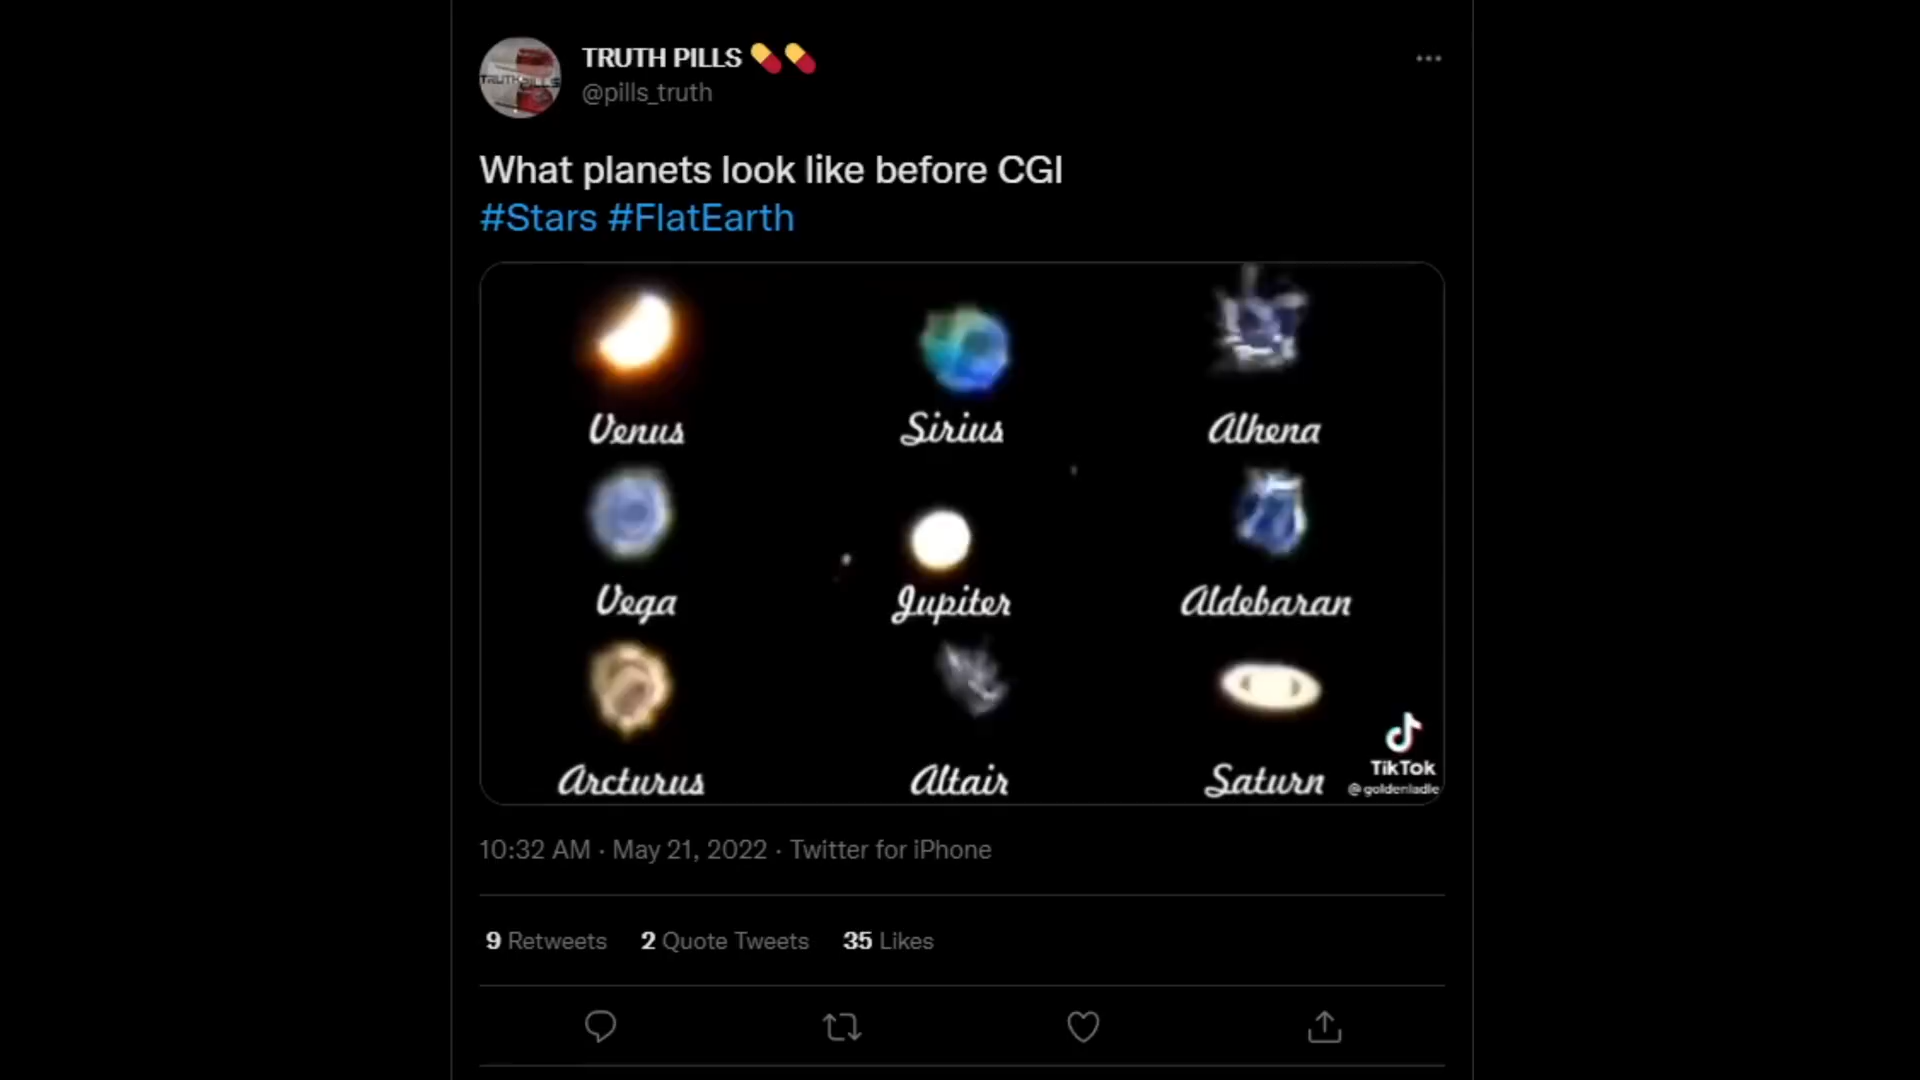 TRUTH PILLS 💊💊
@pills_truth
What planets look like before CGI
#Stars #FlatEarth
Venus
Sirius
Alhena
Vega
Jupiter
Aldebaran
Arcturus
Altair
Saturn
TikTok
@goldenladle
10:32 AM · May 21, 2022 · Twitter for iPhone
9 Retweets 2 Quote Tweets 35 Likes